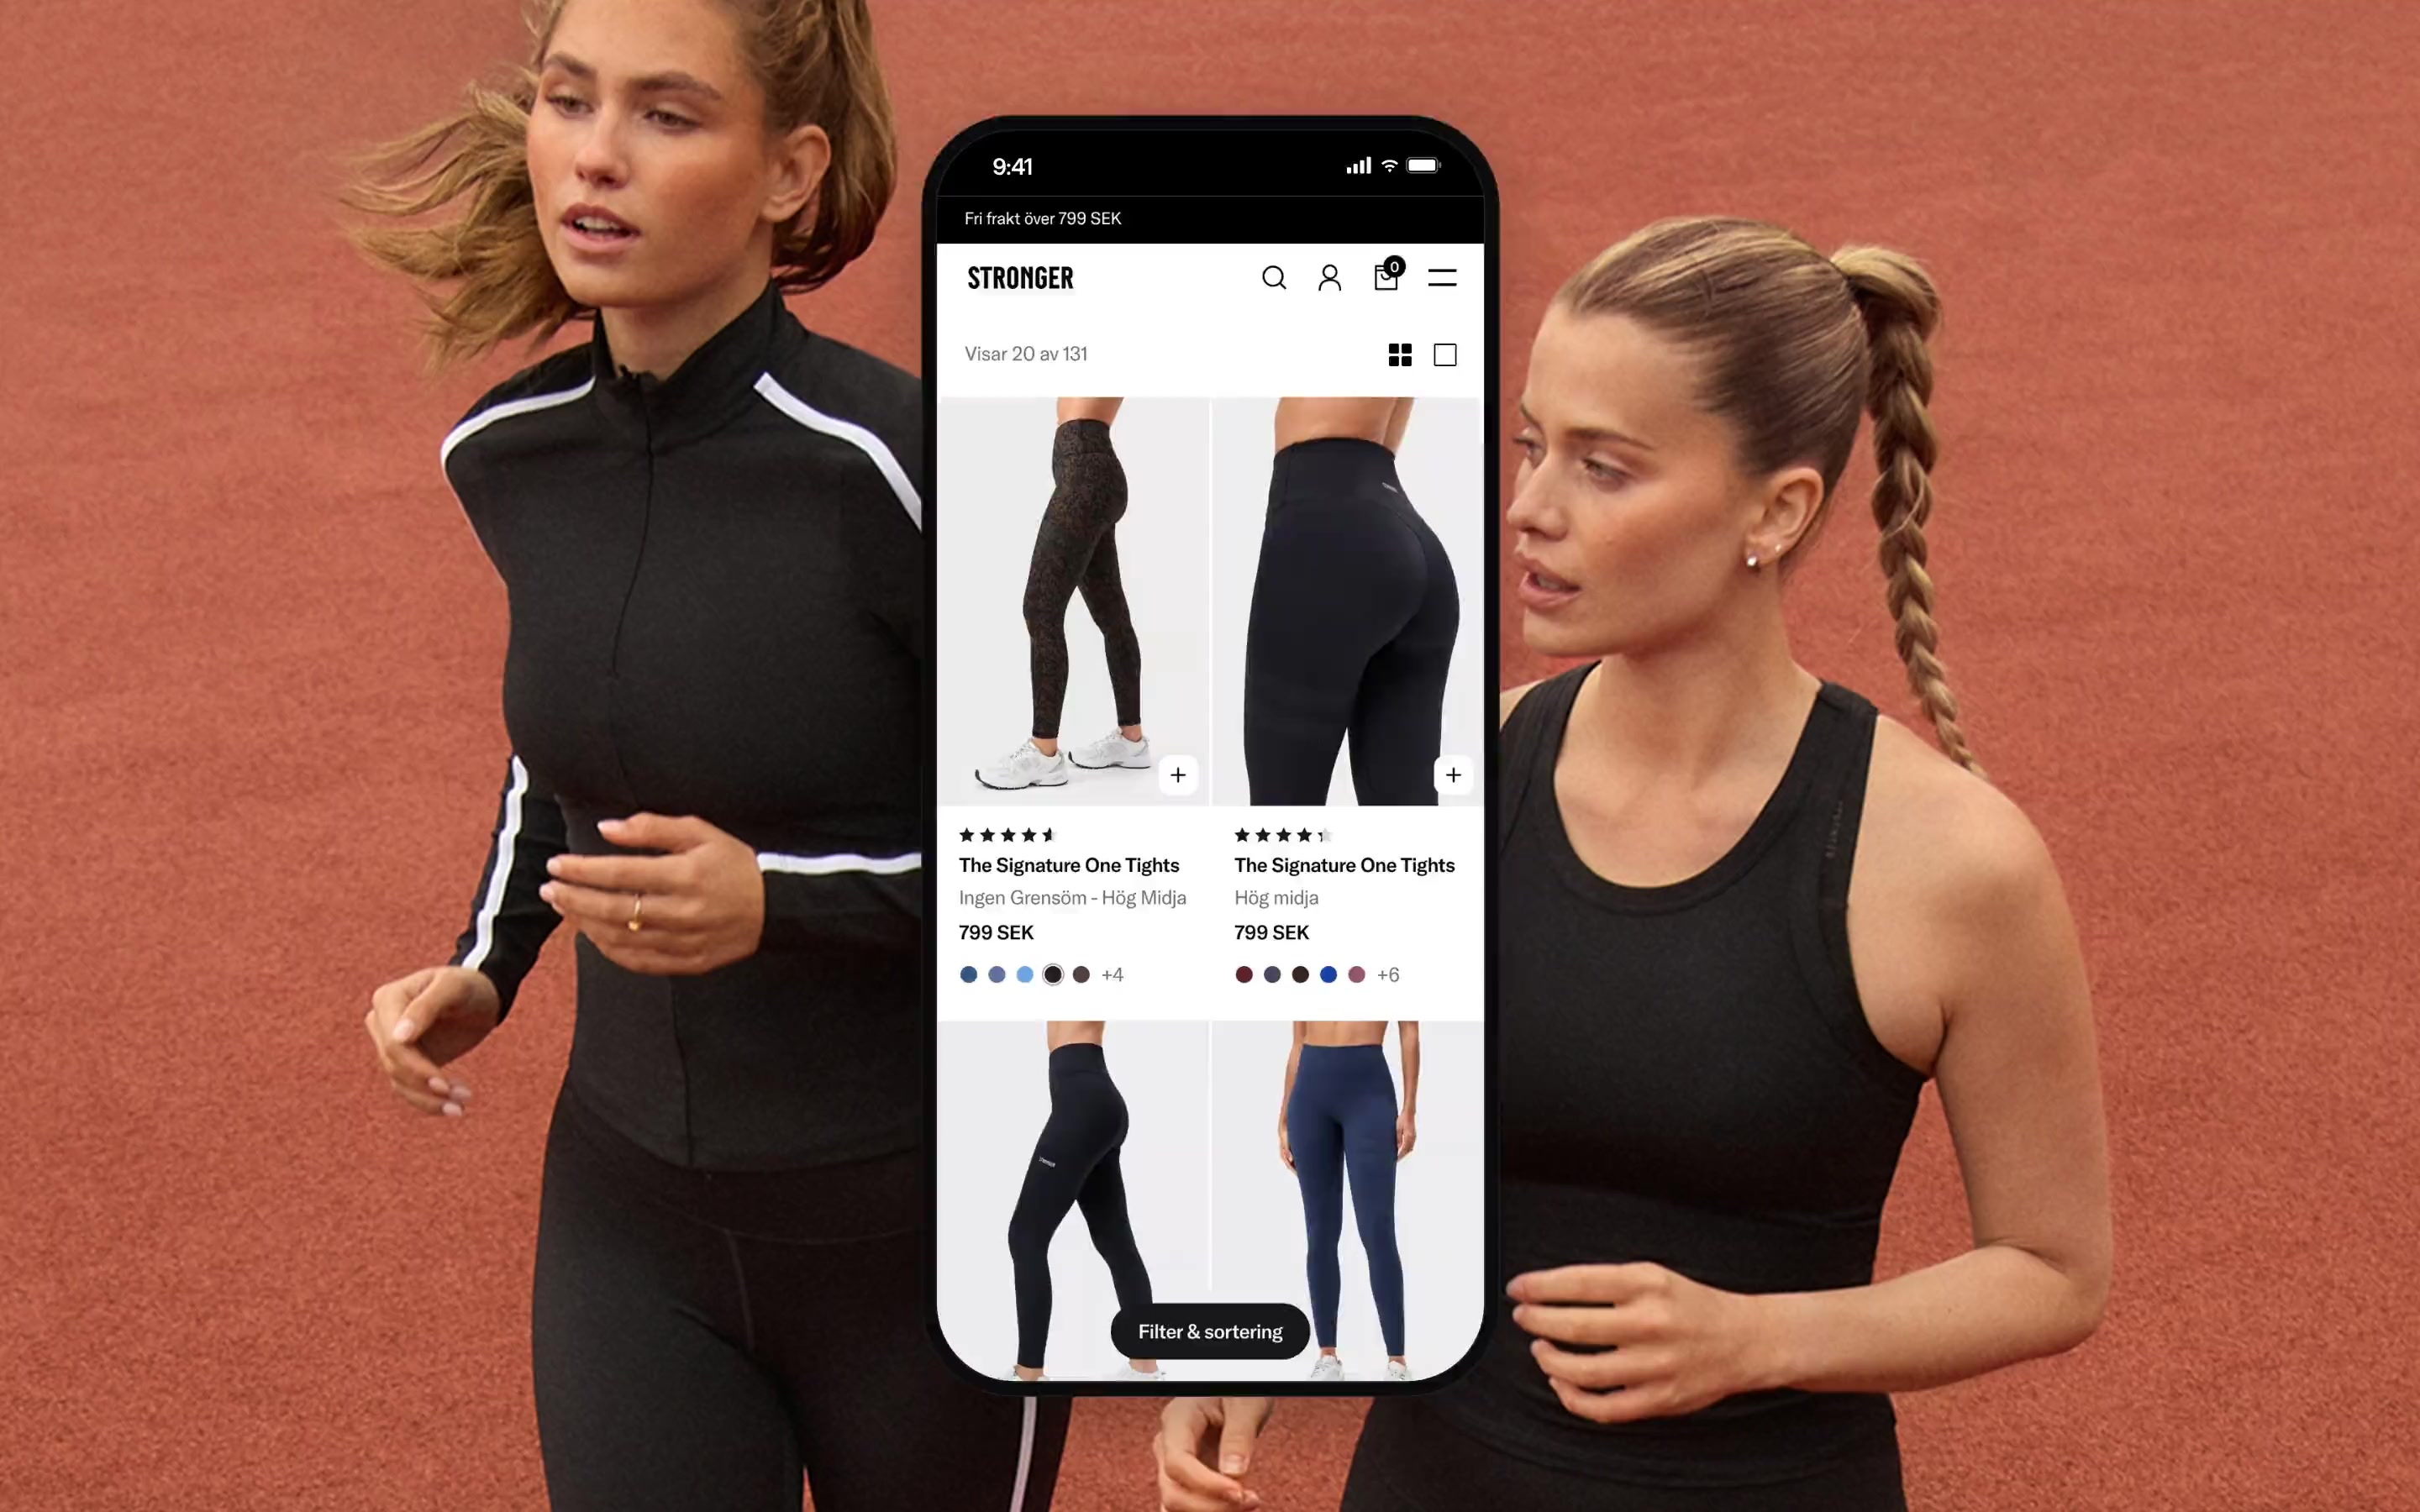 9:41
Fri frakt över 799 SEK
STRONGER
0
Visar 20 av 131
The Signature One Tights
Ingen Grensöm - Hög Midja
799 SEK
+4
The Signature One Tights
Hög midja
799 SEK
+6
Filter & sortering